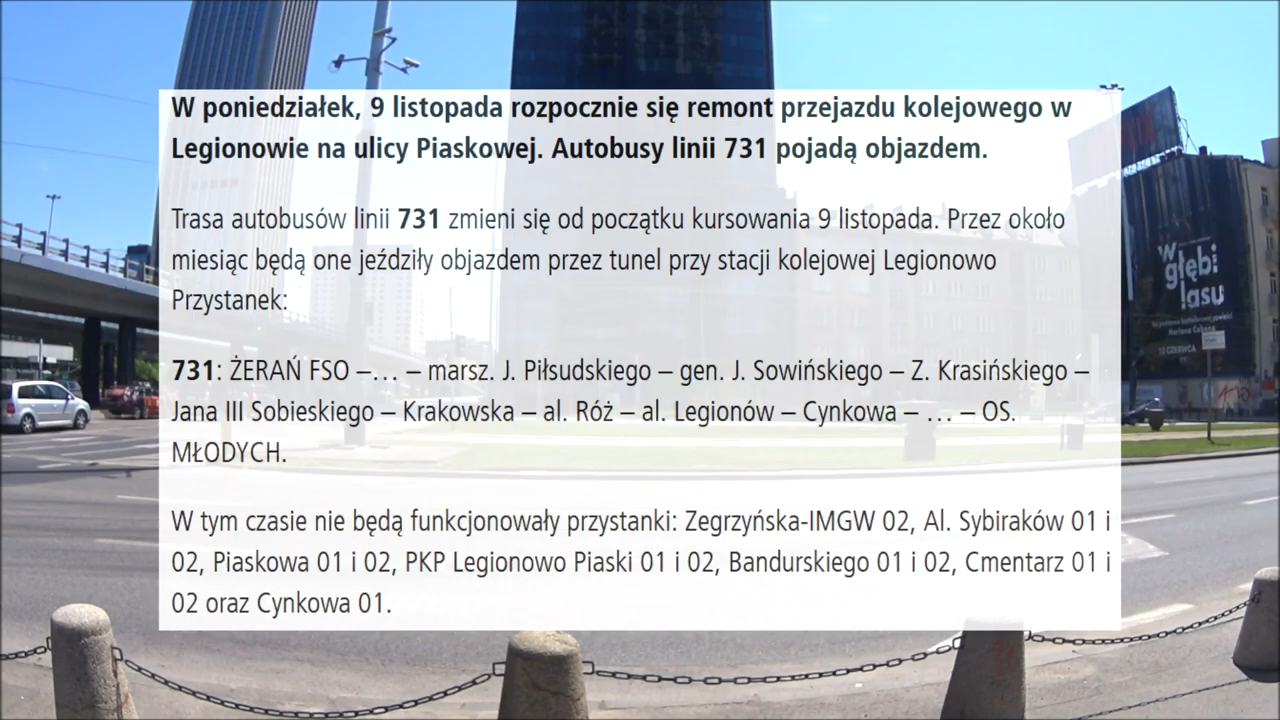 W poniedziałek, 9 listopada rozpocznie się remont przejazdu kolejowego w
Legionowie na ulicy Piaskowej. Autobusy linii 731 pojadą objazdem.
Trasa autobusów linii 731 zmieni się od początku kursowania 9 listopada. Przez około
miesiąc będą one jeździły objazdem przez tunel przy stacji kolejowej Legionowo
Przystanek:
731: ŻERAŃ FSO –… – marsz. J. Piłsudskiego – gen. J. Sowińskiego – Z. Krasińskiego –
Jana III Sobieskiego – Krakowska – al. Róż – al. Legionów – Cynkowa – … – OS.
MŁODYCH.
W tym czasie nie będą funkcjonowały przystanki: Zegrzyńska-IMGW 02, Al. Sybiraków 01 i
02, Piaskowa 01 i 02, PKP Legionowo Piaski 01 i 02, Bandurskiego 01 i 02, Cmentarz 01 i
02 oraz Cynkowa 01.
w
głębi
lasu
Harlana Cobena
12 CZERWCA